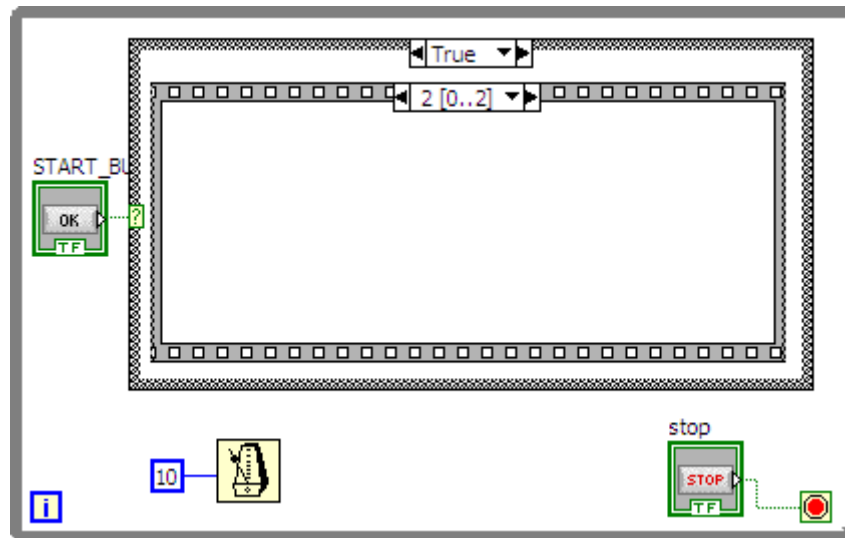 True
2 [0..2]
START_BU
OK
TF
stop
10
STOP
TF
i